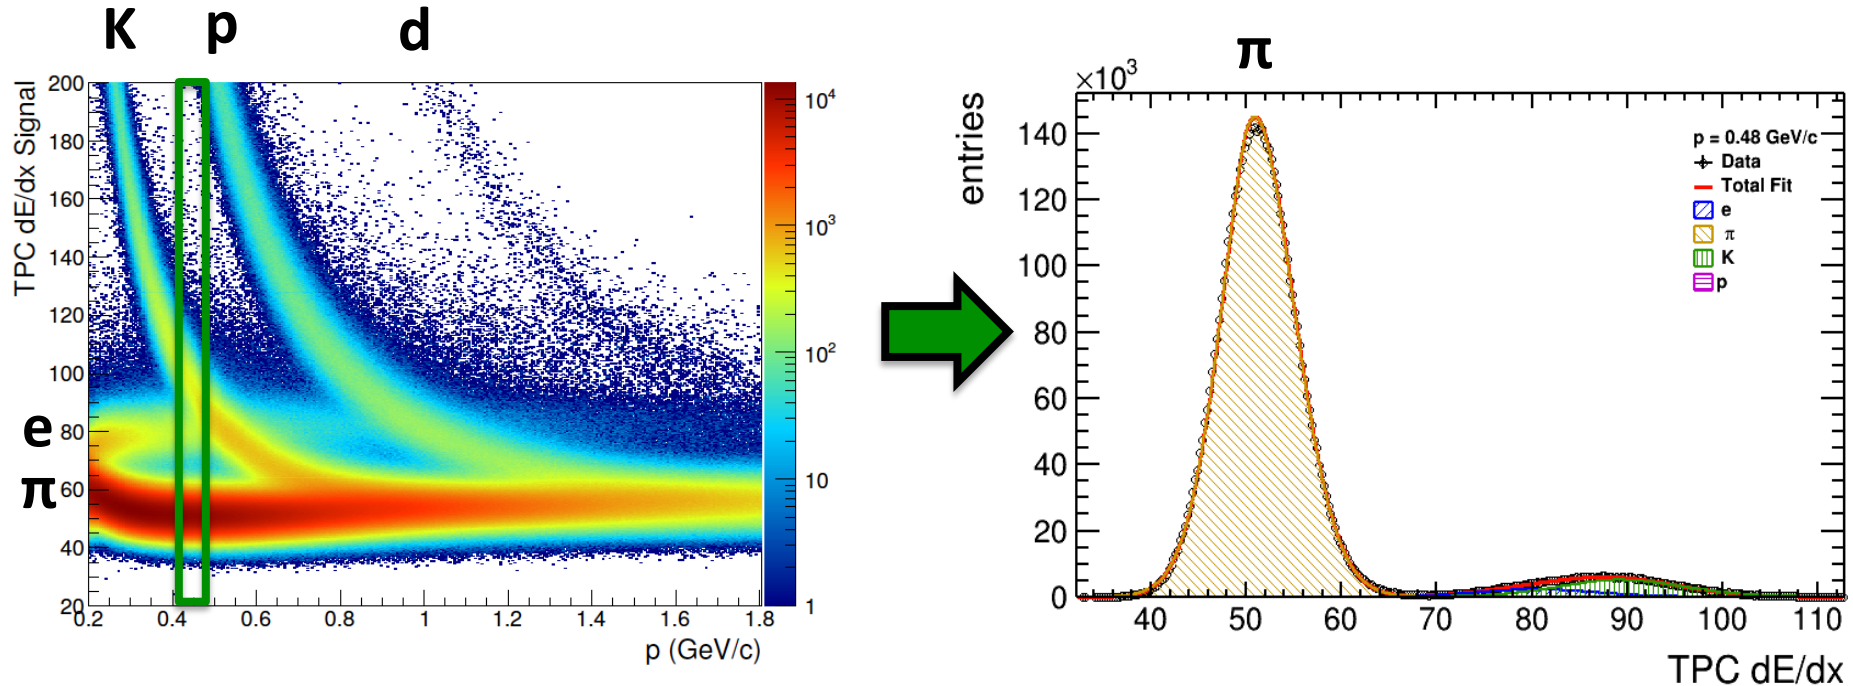 K p d
TPC dE/dx Signal
200
180
160
140
120
100
80
60
40
20
e
π
0.2 0.4 0.6 0.8 1 1.2 1.4 1.6 1.8
p (GeV/c)
10⁴
10³
10²
10
1
π
×10³
entries
140
120
100
80
60
40
20
0
p = 0.48 GeV/c
Data
Total Fit
e
π
K
p
40 50 60 70 80 90 100 110
TPC dE/dx